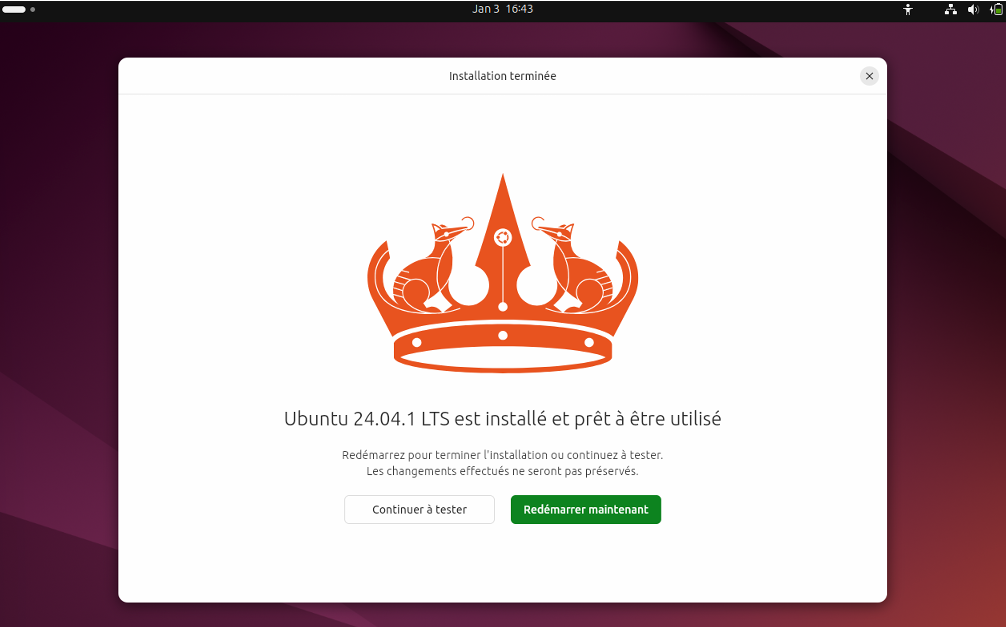 Jan 3 16:43
Installation terminée
Ubuntu 24.04.1 LTS est installé et prêt à être utilisé
Redémarrez pour terminer l'installation ou continuez à tester.
Les changements effectués ne seront pas préservés.
Continuer à tester
Redémarrer maintenant